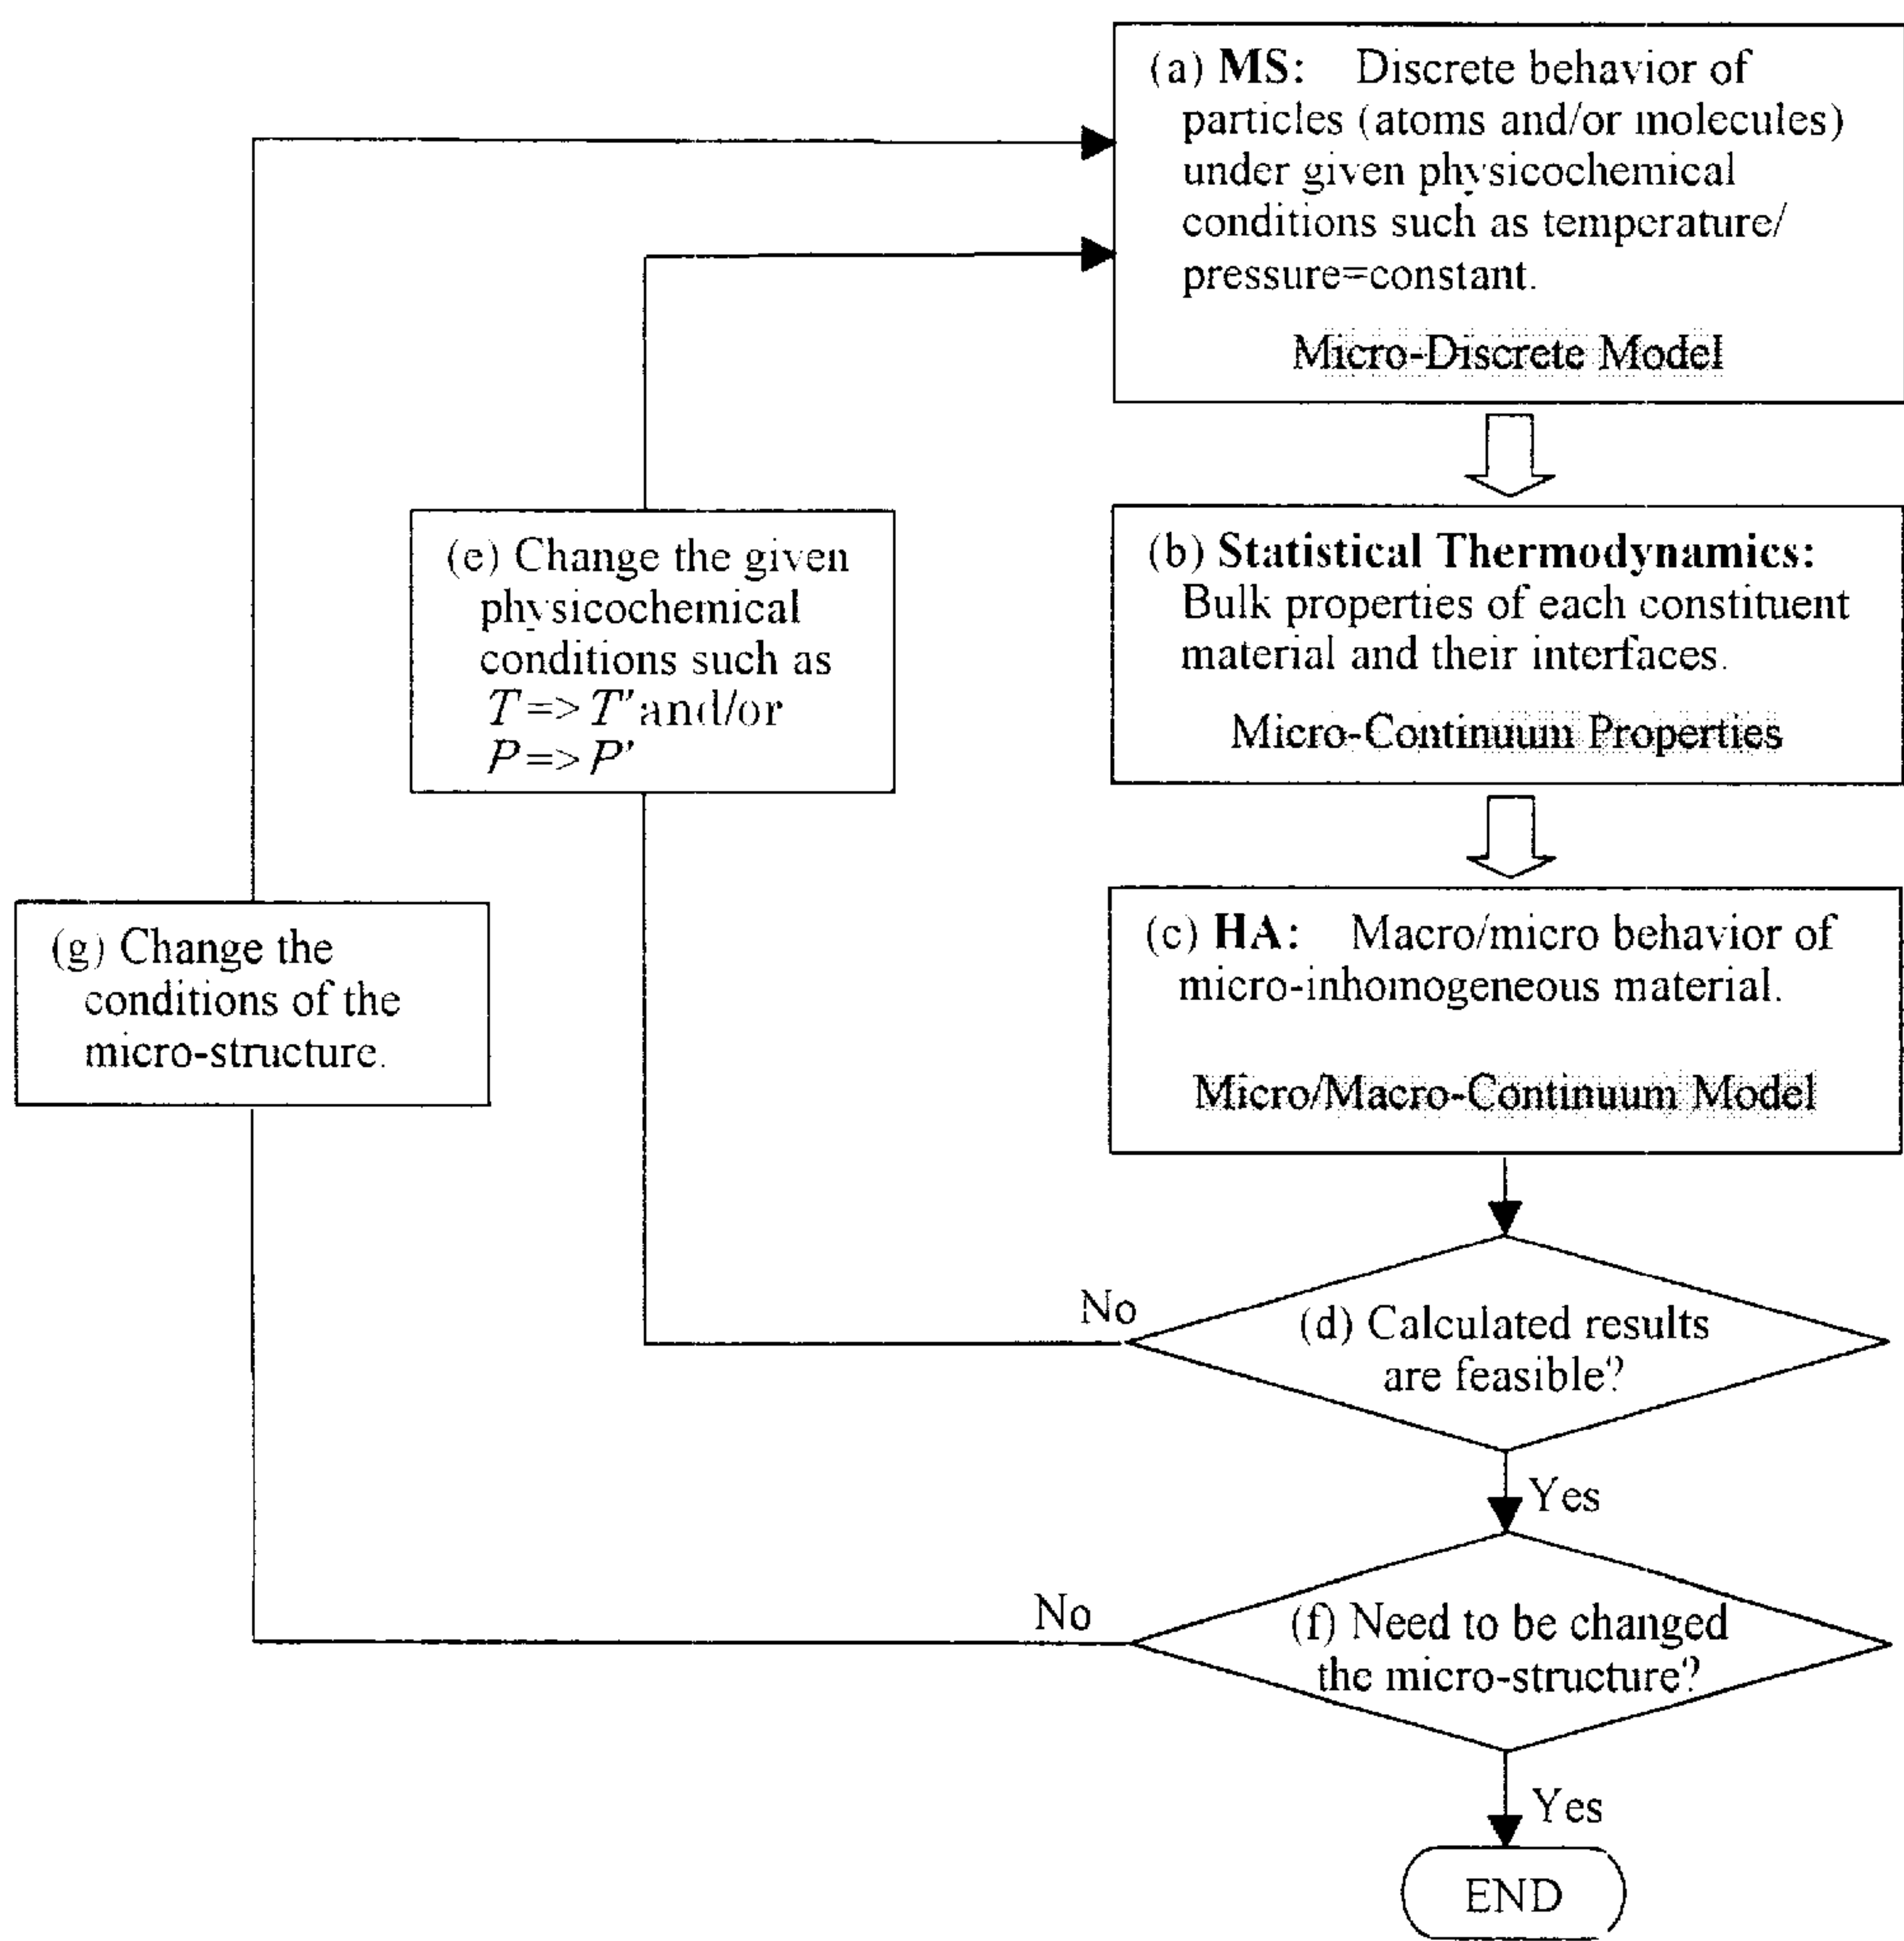 (a) MS: Discrete behavior of
particles (atoms and/or molecules)
under given physicochemical
conditions such as temperature/
pressure=constant.
Micro-Discrete Model
(b) Statistical Thermodynamics:
Bulk properties of each constituent
material and their interfaces.
Micro-Continuum Properties
(c) HA: Macro/micro behavior of
micro-inhomogeneous material.
Micro/Macro-Continuum Model
(d) Calculated results
are feasible?
No
Yes
(e) Change the given
physicochemical
conditions such as
T=> T' and/or
P=> P'
(f) Need to be changed
the micro-structure?
No
Yes
(g) Change the
conditions of the
micro-structure.
END